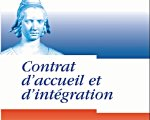 Contrat
d'accueil et
d'intégration